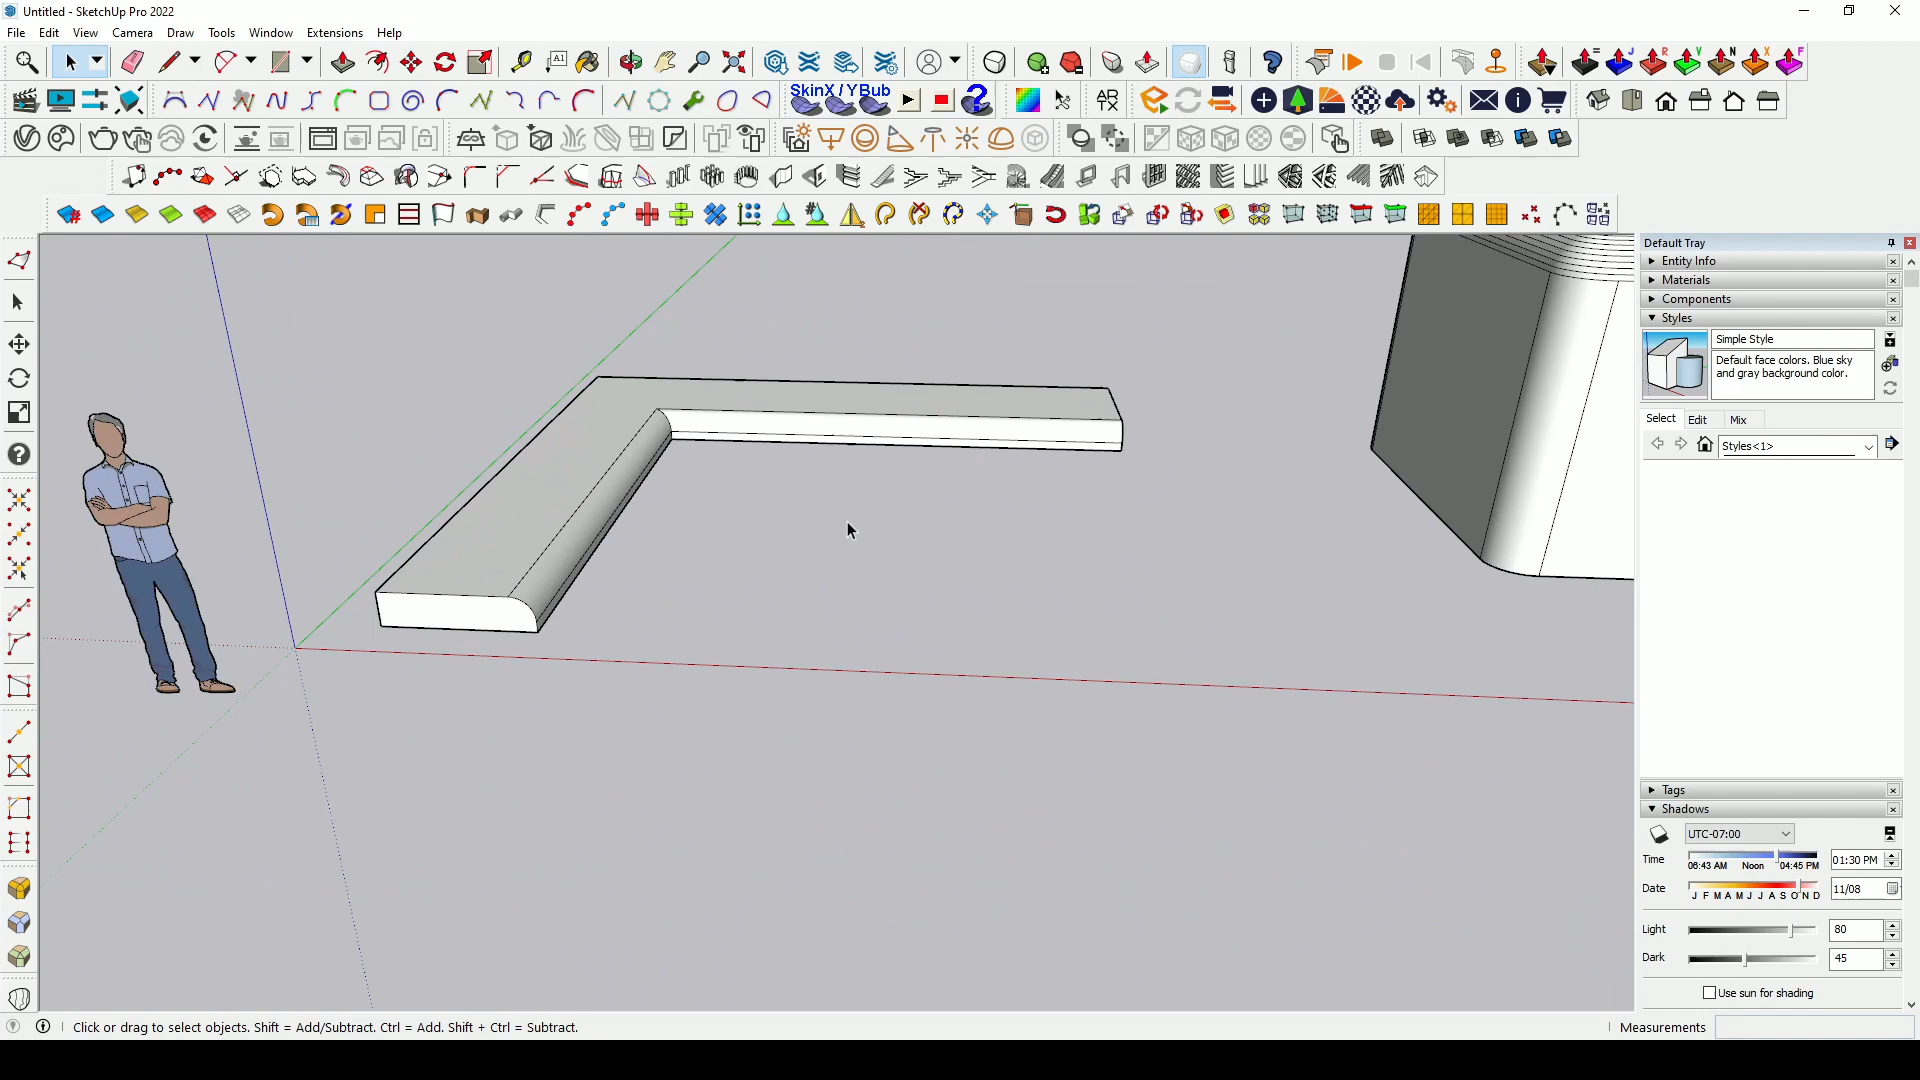 Untitled - SketchUp Pro 2022
File Edit View Camera Draw Tools Window Extensions Help
A1
= J R V N X F
SkinX / YBub
AR
Default Tray
Entity Info
Materials
Components
Styles
Simple Style
Default face colors. Blue sky
and gray background color.
Select Edit Mix
Styles<1>
Tags
Shadows
UTC-07:00
Time 06:43 AM Noon 04:45 PM 01:30 PM
Date J F M A M J J A S O N D 11/08
Light 80
Dark 45
Use sun for shading
Click or drag to select objects. Shift = Add/Subtract. Ctrl = Add. Shift + Ctrl = Subtract.
Measurements